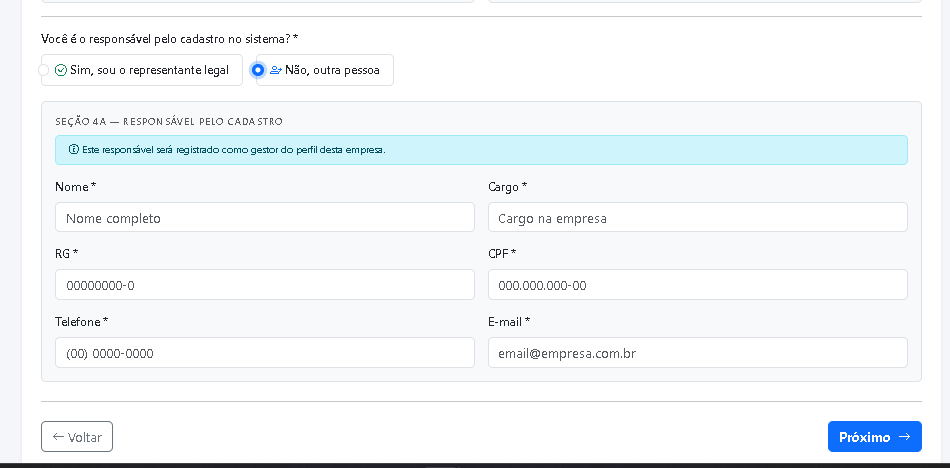 Você é o responsável pelo cadastro no sistema? *
Sim, sou o representante legal
Não, outra pessoa
SEÇÃO 4A — RESPONSÁVEL PELO CADASTRO
Este responsável será registrado como gestor do perfil desta empresa.
Nome *
Cargo *
Nome completo
Cargo na empresa
RG *
CPF *
00000000-0
000.000.000-00
Telefone *
E-mail *
(00) 0000-0000
email@empresa.com.br
← Voltar
Próximo →